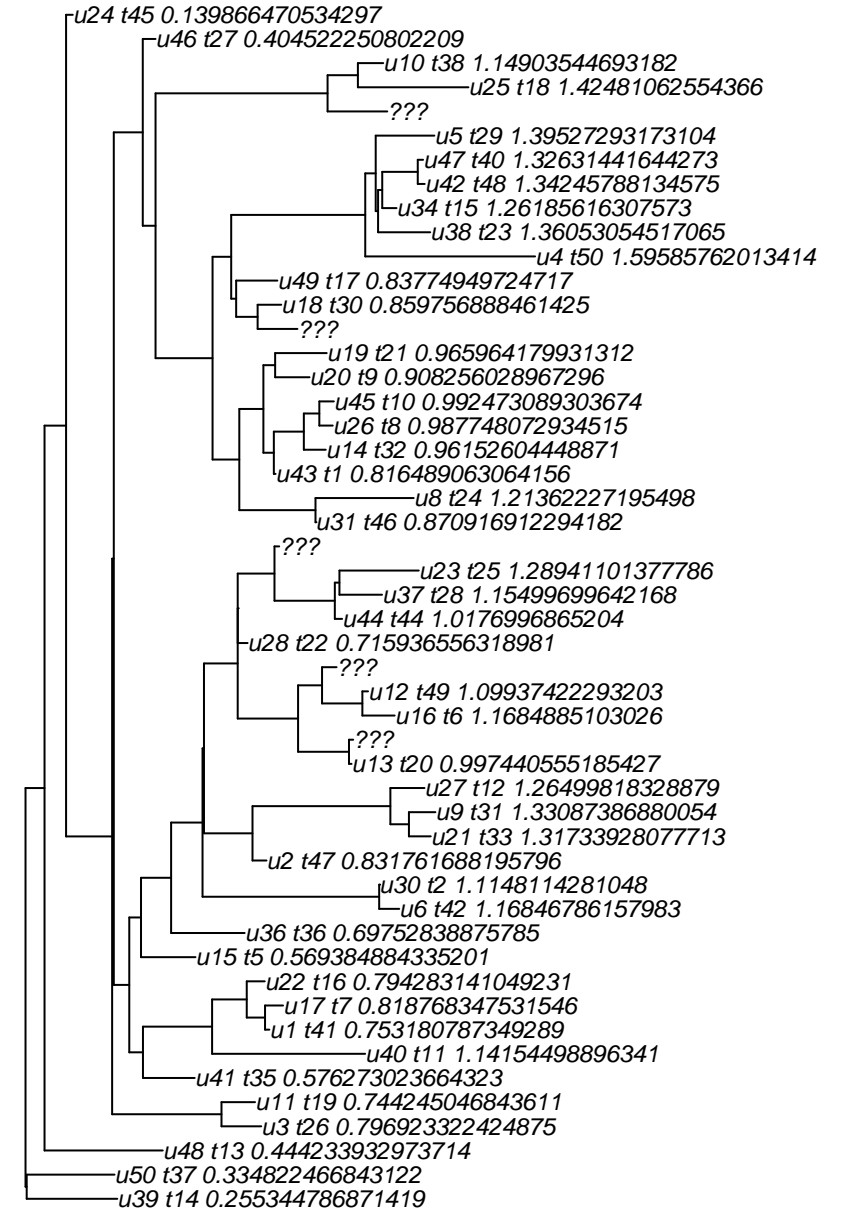 u24 t45 0.139866470534297
u46 t27 0.404522250802209
u10 t38 1.14903544693182
u25 t18 1.42481062554366
???
u5 t29 1.39527293173104
u47 t40 1.32631441644273
u42 t48 1.34245788134575
u34 t15 1.26185616307573
u38 t23 1.36053054517065
u4 t50 1.59585762013414
u49 t17 0.83774949724717
u18 t30 0.859756888461425
???
u19 t21 0.965964179931312
u20 t9 0.908256028967296
u45 t10 0.992473089303674
u26 t8 0.987748072934515
u14 t32 0.96152604448871
u43 t1 0.816489063064156
u8 t24 1.21362227195498
u31 t46 0.870916912294182
???
u23 t25 1.28941101377786
u37 t28 1.15499699642168
u44 t44 1.0176996865204
u28 t22 0.715936556318981
???
u12 t49 1.09937422293203
u16 t6 1.1684885103026
???
u13 t20 0.997440555185427
u27 t12 1.26499818328879
u9 t31 1.33087386880054
u21 t33 1.31733928077713
u2 t47 0.831761688195796
u30 t2 1.1148114281048
u6 t42 1.16846786157983
u36 t36 0.69752838875785
u15 t5 0.569384884335201
u22 t16 0.794283141049231
u17 t7 0.818768347531546
u1 t41 0.753180787349289
u40 t11 1.14154498896341
u41 t35 0.576273023664323
u11 t19 0.744245046843611
u3 t26 0.796923322424875
u48 t13 0.444233932973714
u50 t37 0.334822466843122
u39 t14 0.255344786871419